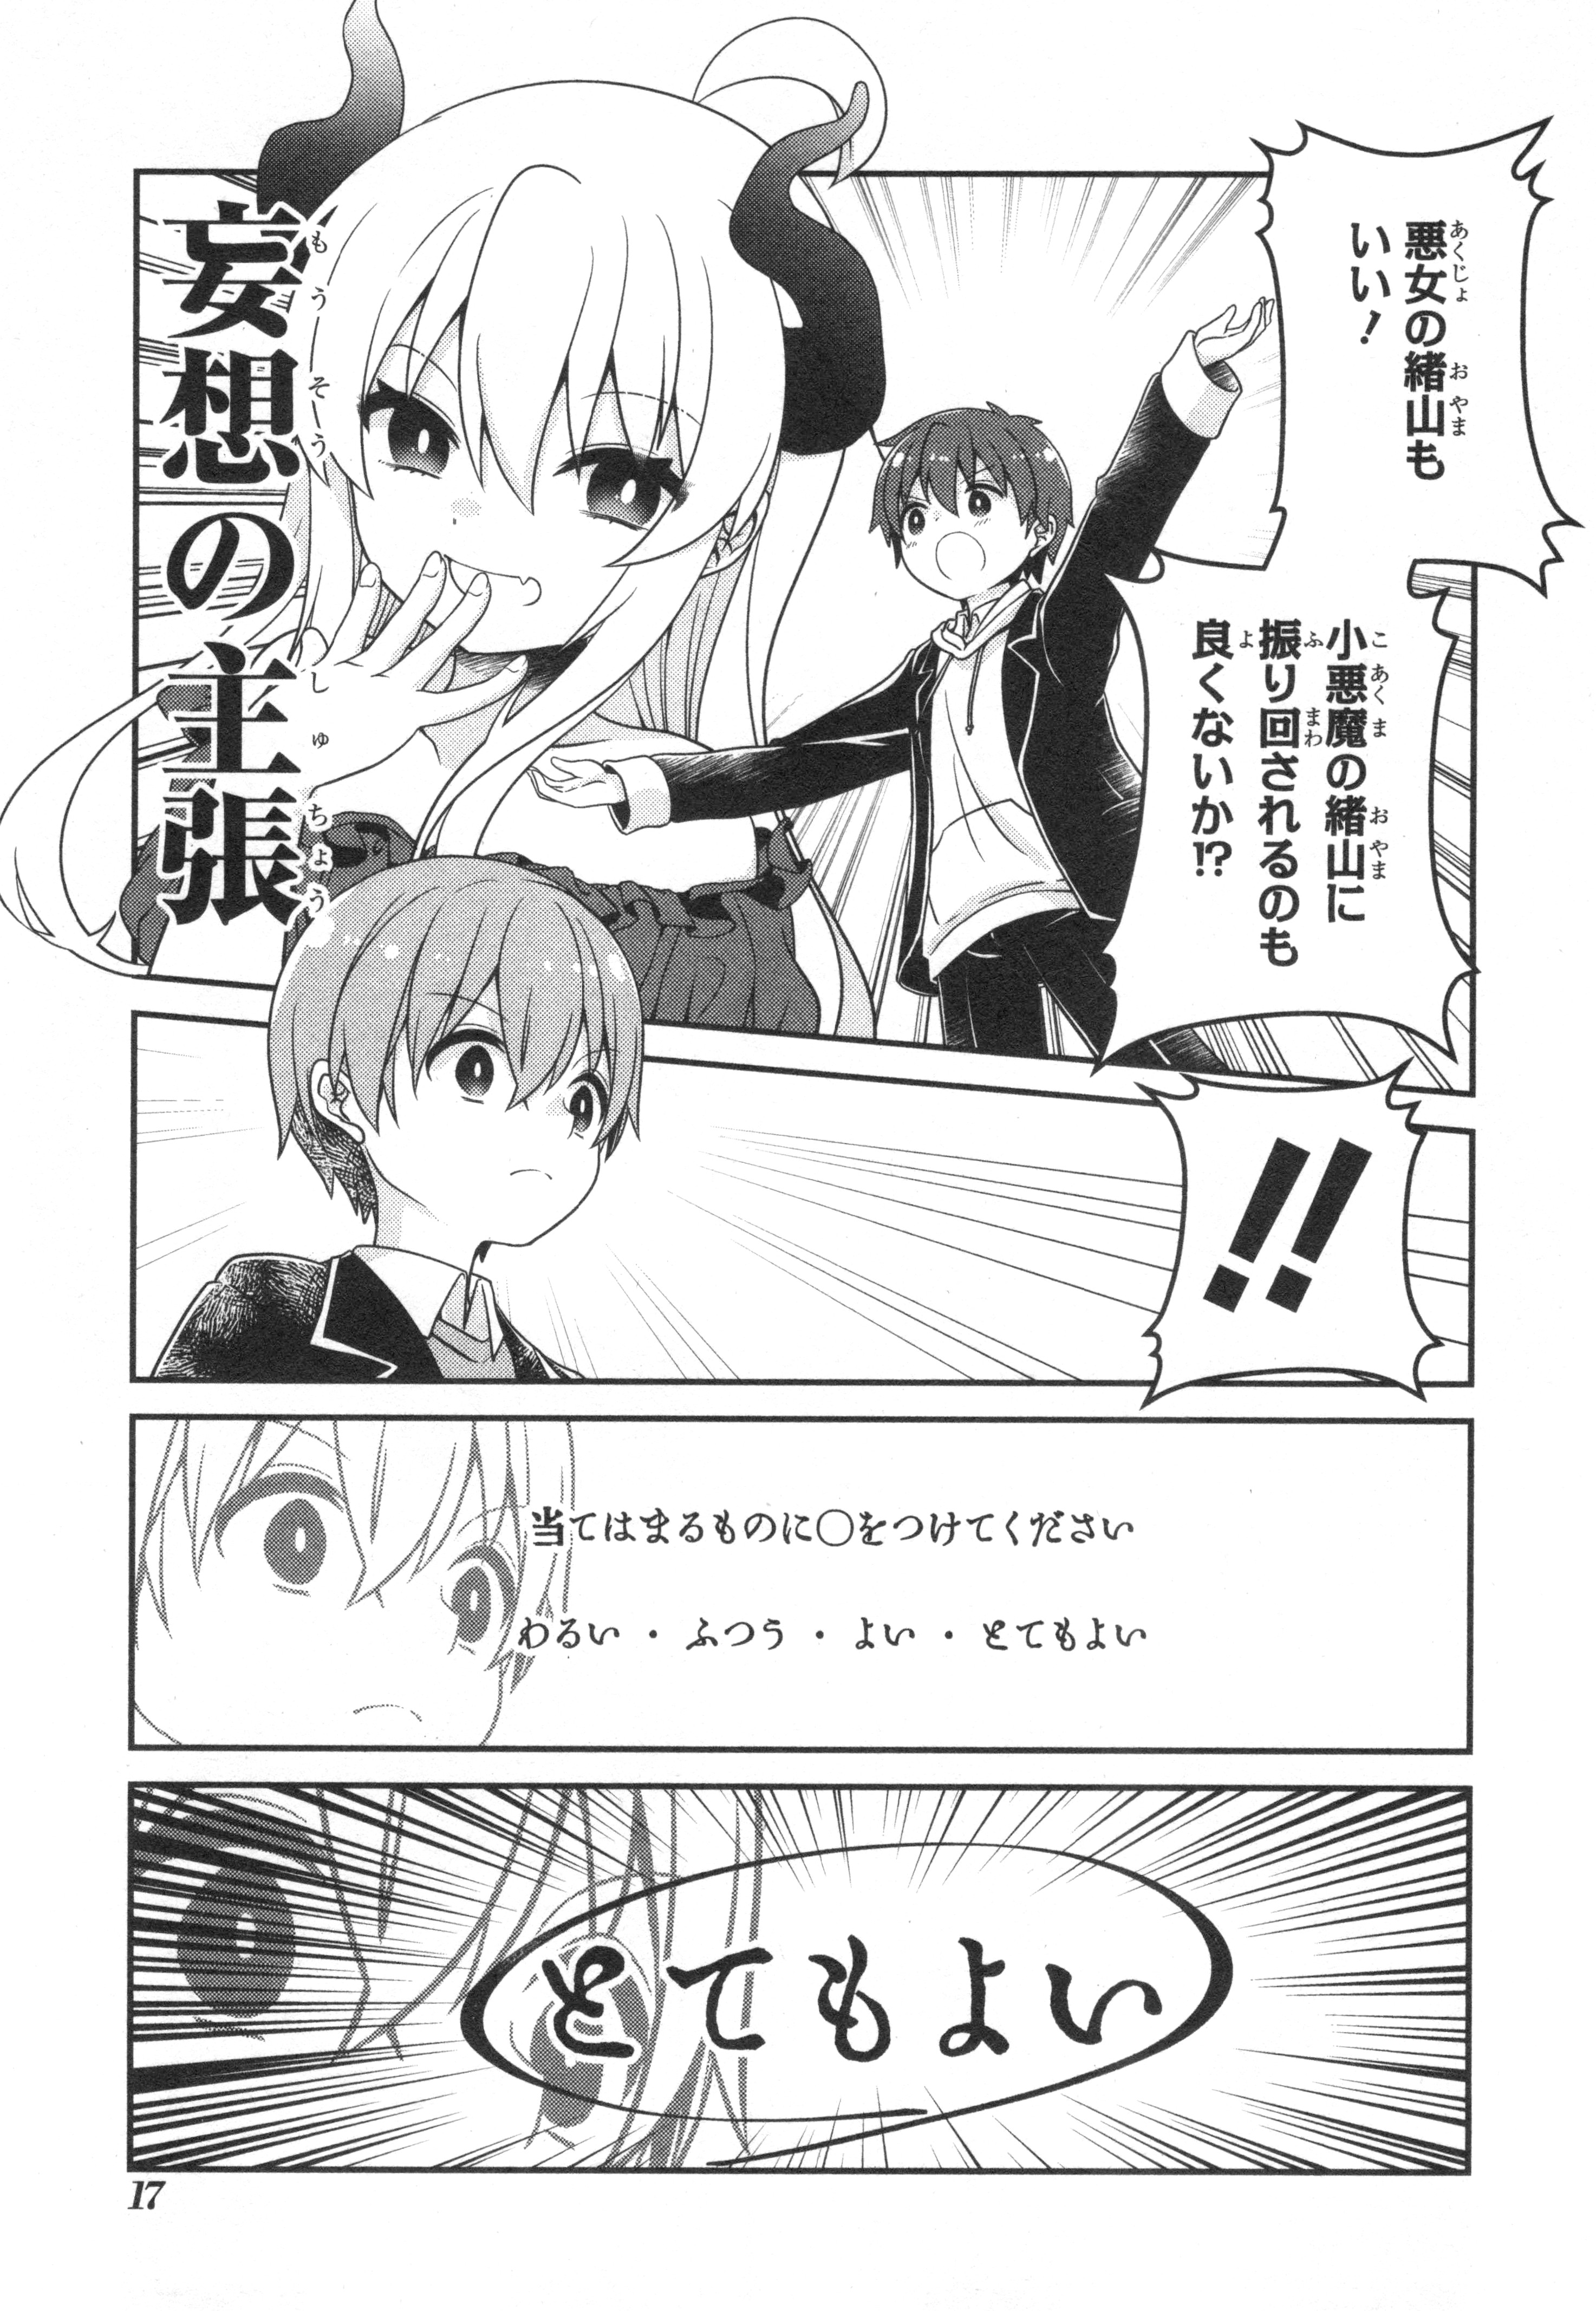 悪女の緒山も
いい！
小悪魔の緒山に
振り回されるのも
良くないか!?
妄想の主張
!!
当てはまるものに〇をつけてください
わるい・ふつう・よい・とてもよい
とてもよい
17